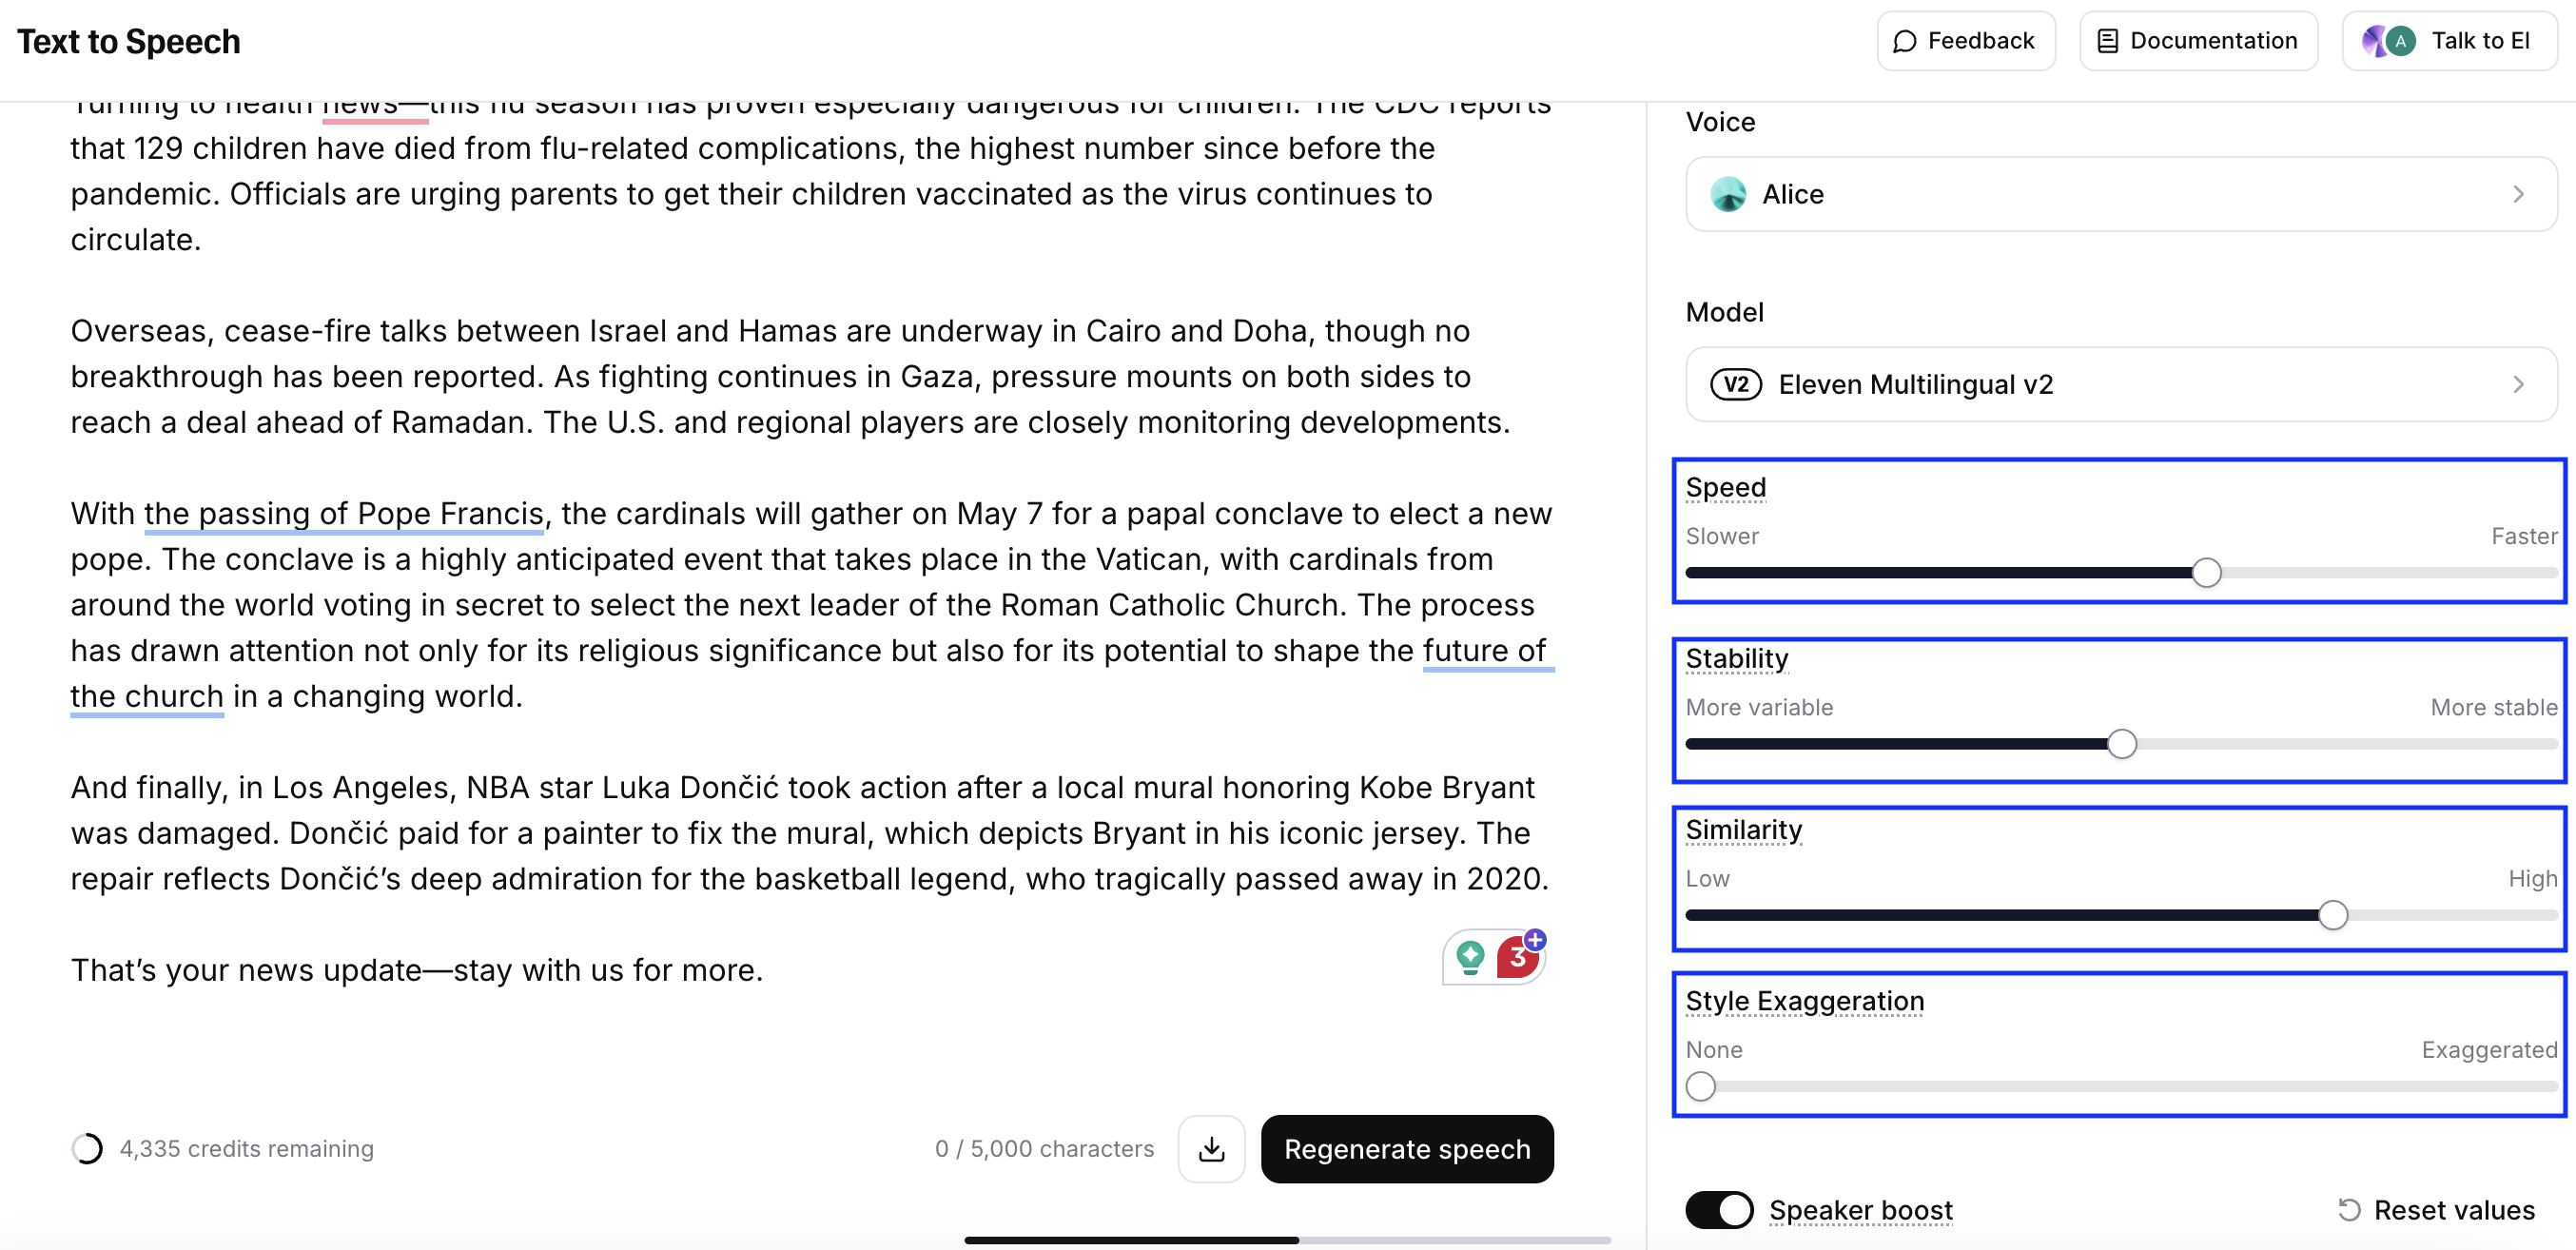 Text to Speech
Feedback
Documentation
Talk to El
Turning to health news—this flu season has proven especially dangerous for children. The CDC reports
that 129 children have died from flu-related complications, the highest number since before the
pandemic. Officials are urging parents to get their children vaccinated as the virus continues to
circulate.
Overseas, cease-fire talks between Israel and Hamas are underway in Cairo and Doha, though no
breakthrough has been reported. As fighting continues in Gaza, pressure mounts on both sides to
reach a deal ahead of Ramadan. The U.S. and regional players are closely monitoring developments.
With the passing of Pope Francis, the cardinals will gather on May 7 for a papal conclave to elect a new
pope. The conclave is a highly anticipated event that takes place in the Vatican, with cardinals from
around the world voting in secret to select the next leader of the Roman Catholic Church. The process
has drawn attention not only for its religious significance but also for its potential to shape the future of
the church in a changing world.
And finally, in Los Angeles, NBA star Luka Dončić took action after a local mural honoring Kobe Bryant
was damaged. Dončić paid for a painter to fix the mural, which depicts Bryant in his iconic jersey. The
repair reflects Dončić’s deep admiration for the basketball legend, who tragically passed away in 2020.
That’s your news update—stay with us for more.
3
4,335 credits remaining
0 / 5,000 characters
Regenerate speech
Voice
Alice
Model
V2 Eleven Multilingual v2
Speed
Slower Faster
Stability
More variable More stable
Similarity
Low High
Style Exaggeration
None Exaggerated
Speaker boost
Reset values
A